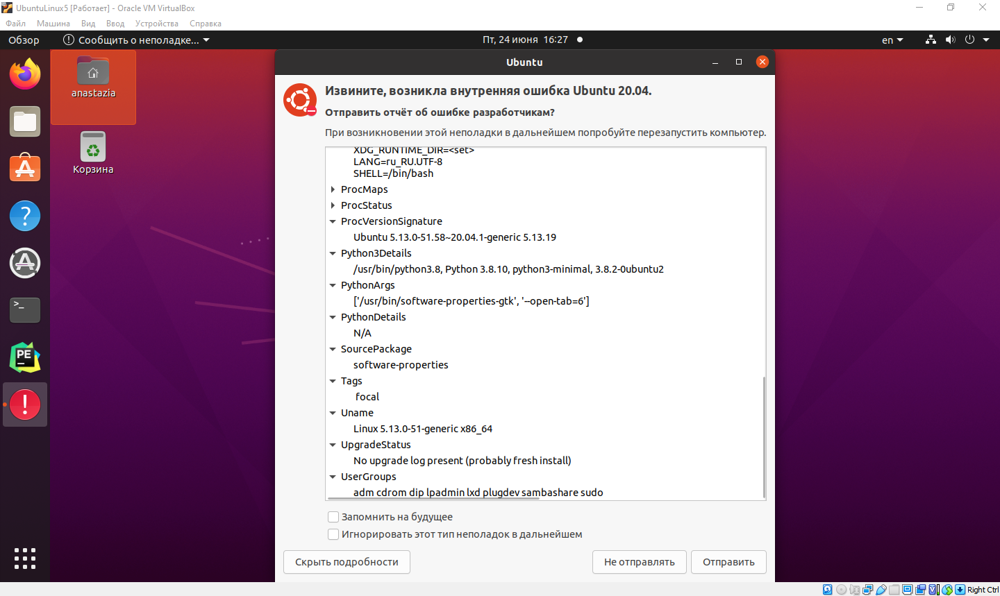 UbuntuLinux5 [Работает] - Oracle VM VirtualBox
Файл Машина Вид Ввод Устройства Справка
Обзор Сообщить о неполадке... Пт, 24 июня 16:27 en
anastazia
Корзина
Ubuntu
Извините, возникла внутренняя ошибка Ubuntu 20.04.
Отправить отчёт об ошибке разработчикам?
При возникновении этой неполадки в дальнейшем попробуйте перезапустить компьютер.
XDG_RUNTIME_DIR=<set>
LANG=ru_RU.UTF-8
SHELL=/bin/bash
ProcMaps
ProcStatus
ProcVersionSignature
Ubuntu 5.13.0-51.58~20.04.1-generic 5.13.19
Python3Details
/usr/bin/python3.8, Python 3.8.10, python3-minimal, 3.8.2-0ubuntu2
PythonArgs
['/usr/bin/software-properties-gtk', '--open-tab=6']
PythonDetails
N/A
SourcePackage
software-properties
Tags
focal
Uname
Linux 5.13.0-51-generic x86_64
UpgradeStatus
No upgrade log present (probably fresh install)
UserGroups
adm cdrom dip lpadmin lxd plugdev sambashare sudo
Запомнить на будущее
Игнорировать этот тип неполадок в дальнейшем
Скрыть подробности Не отправлять Отправить
>_
PE
Right Ctrl